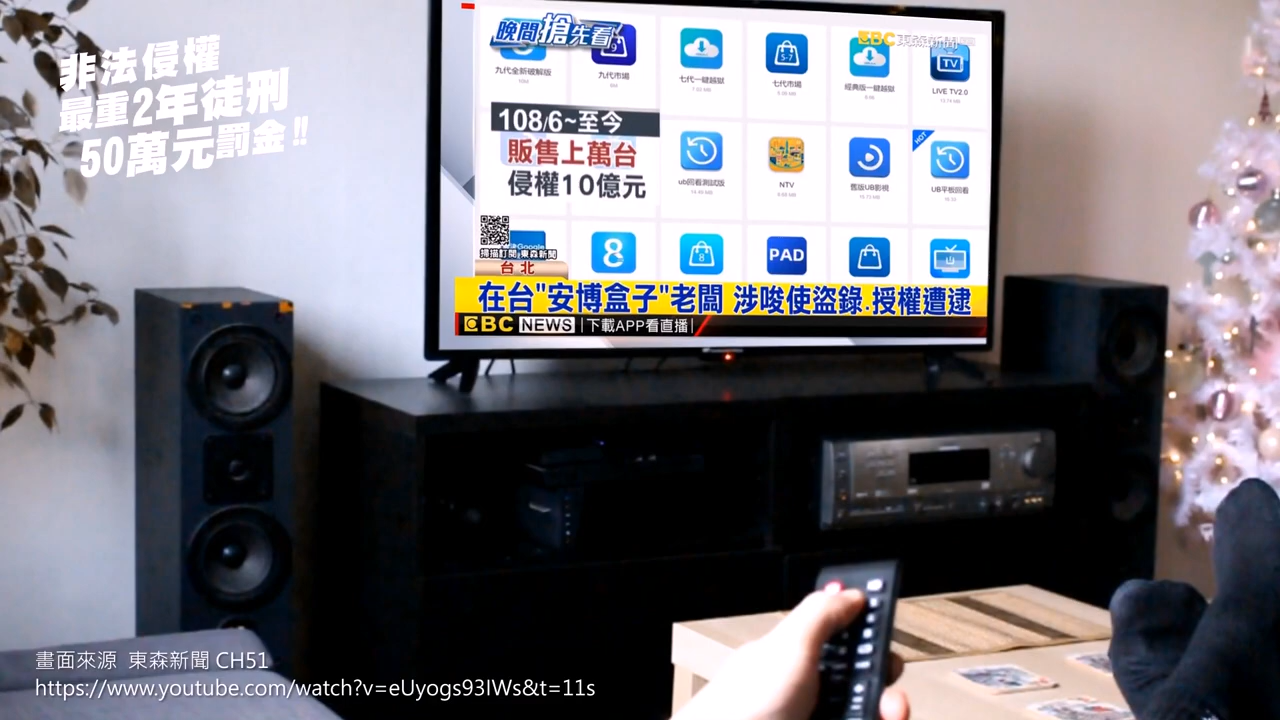 非法侵權
最重2年徒刑
50萬元罰金!!
晚間搶先看
EBC 東森新聞
九代全新破解版
九代市場
七代一鍵越獄
七代市場
經典版一鍵越獄
LIVE TV2.0
108/6~至今
販售上萬台
侵權10億元
ub回看測試版
NTV
舊版UB影視
UB平板回看
HOT
掃描訂閱 東森新聞
台北
PAD
在台"安博盒子"老闆 涉唆使盜錄.授權遭逮
EBC NEWS 下載APP看直播
畫面來源 東森新聞 CH51
https://www.youtube.com/watch?v=eUyogs93IWs&t=11s